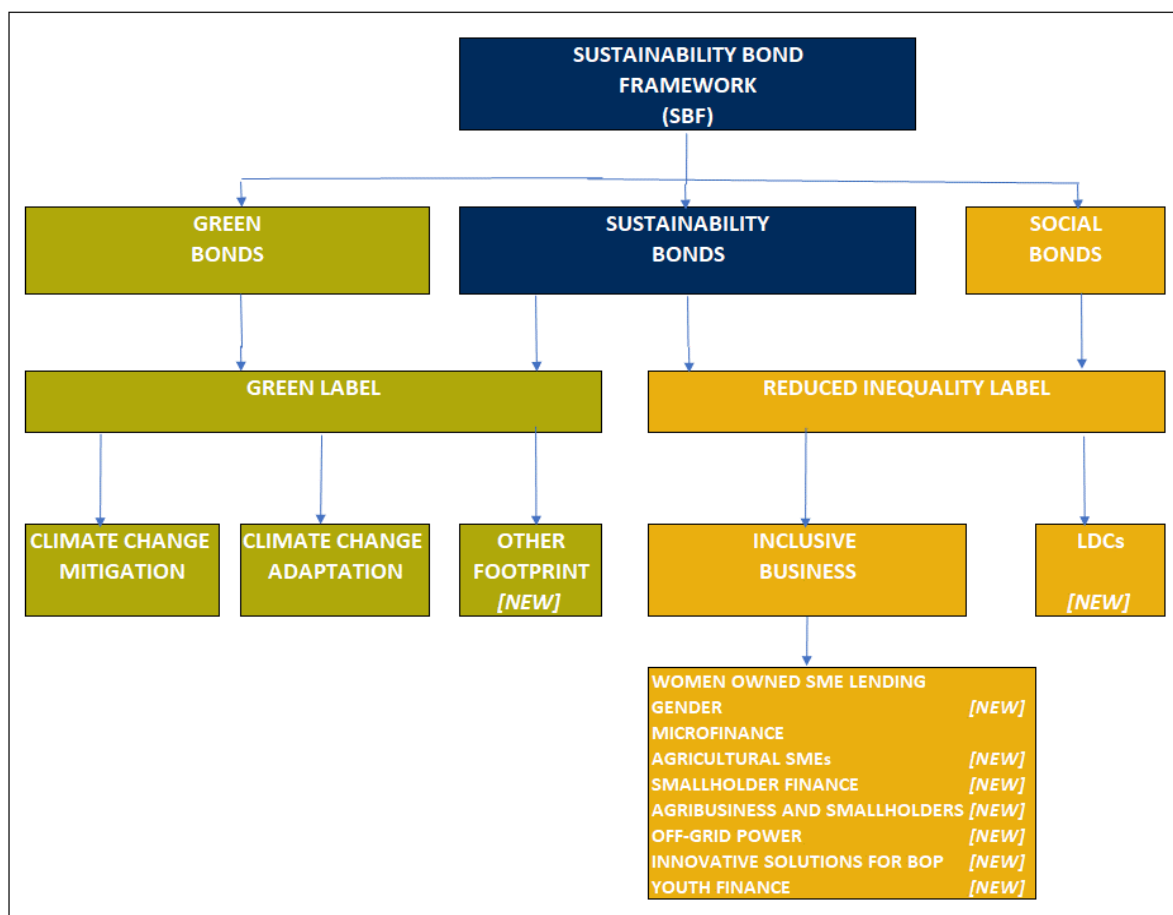 SUSTAINABILITY BOND
FRAMEWORK
(SBF)
GREEN
BONDS
SUSTAINABILITY
BONDS
SOCIAL
BONDS
GREEN LABEL
REDUCED INEQUALITY LABEL
CLIMATE CHANGE
MITIGATION
CLIMATE CHANGE
ADAPTATION
OTHER
FOOTPRINT
[NEW]
INCLUSIVE
BUSINESS
LDCs
[NEW]
WOMEN OWNED SME LENDING
GENDER [NEW]
MICROFINANCE
AGRICULTURAL SMEs [NEW]
SMALLHOLDER FINANCE [NEW]
AGRIBUSINESS AND SMALLHOLDERS [NEW]
OFF-GRID POWER [NEW]
INNOVATIVE SOLUTIONS FOR BOP [NEW]
YOUTH FINANCE [NEW]